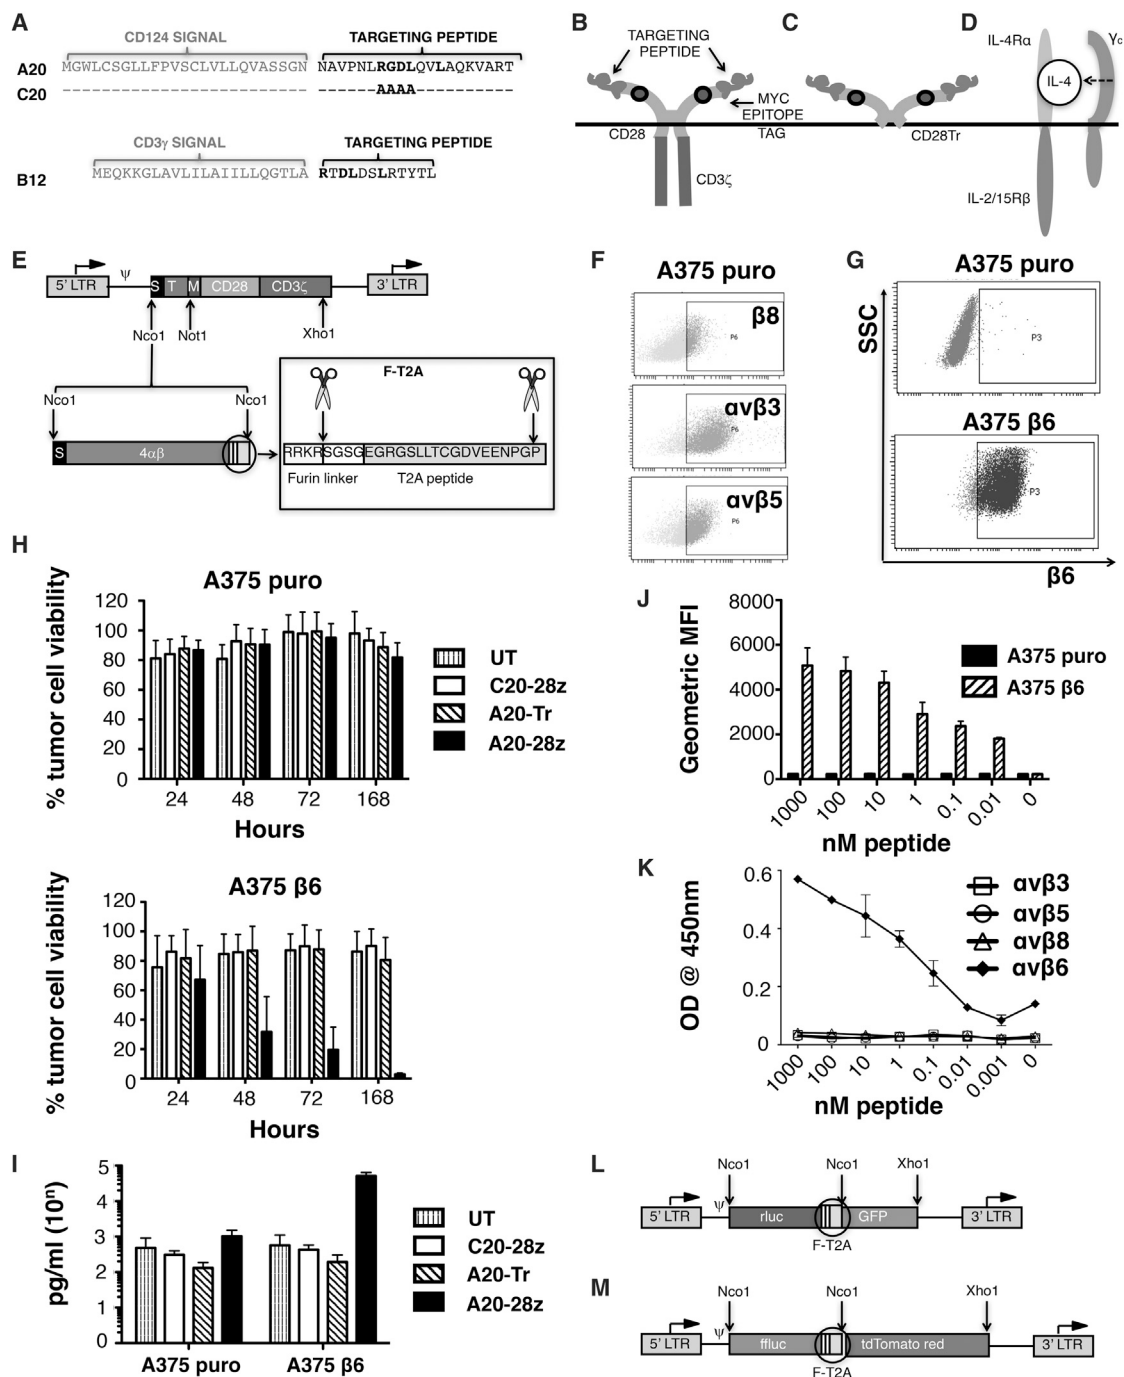 A
CD124 SIGNAL
TARGETING PEPTIDE
A20
MGWLCSGLLFPVSCLVLLQVASSGN NAVPNLRGDLQVLAQKVART
C20
AAAA
CD3γ SIGNAL
TARGETING PEPTIDE
B12
MEQKKGLAVLILAIILLQGTLA RTDLDSLRTYTL
B
TARGETING
PEPTIDE
MYC
EPITOPE
TAG
CD28
CD3ζ
C
CD28Tr
D
IL-4Rα
γc
IL-4
IL-2/15Rβ
E
5' LTR
ψ
S T M CD28 CD3ζ
3' LTR
Nco1
Not1
Xho1
Nco1
Nco1
S
4αβ
F-T2A
RRKRSGSGEGRGSLLTCGDVEENPGP
Furin linker
T2A peptide
F
A375 puro
β8
P6
αvβ3
P6
αvβ5
P6
G
A375 puro
SSC
P3
A375 β6
P3
β6
H
A375 puro
% tumor cell viability
120
100
80
60
40
20
0
24 48 72 168
Hours
UT
C20-28z
A20-Tr
A20-28z
A375 β6
% tumor cell viability
120
100
80
60
40
20
0
24 48 72 168
Hours
I
pg/ml (10ⁿ)
5
4
3
2
1
0
A375 puro A375 β6
UT
C20-28z
A20-Tr
A20-28z
J
Geometric MFI
8000
6000
4000
2000
0
A375 puro
A375 β6
1000 100 10 1 0.1 0.01 0
nM peptide
K
OD @ 450nm
0.6
0.4
0.2
0
αvβ3
αvβ5
αvβ8
αvβ6
1000 100 10 1 0.1 0.01 0.001 0
nM peptide
L
Nco1 Nco1 Xho1
5' LTR ψ rluc GFP 3' LTR
F-T2A
M
Nco1 Nco1 Xho1
5' LTR ψ ffluc tdTomato red 3' LTR
F-T2A